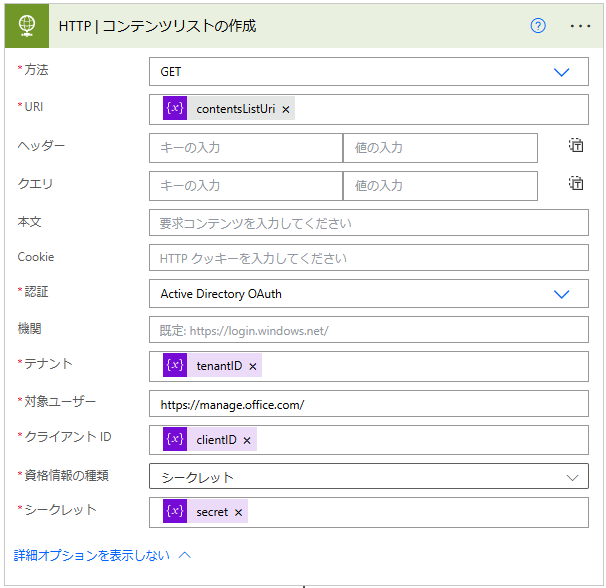 HTTP | コンテンツリストの作成
*方法 GET
*URI {x} contentsListUri ×
ヘッダー キーの入力 値の入力
クエリ キーの入力 値の入力
本文 要求コンテンツを入力してください
Cookie HTTP クッキーを入力してください
*認証 Active Directory OAuth
機関 既定: https://login.windows.net/
*テナント {x} tenantID ×
*対象ユーザー https://manage.office.com/
*クライアント ID {x} clientID ×
*資格情報の種類 シークレット
*シークレット {x} secret ×
詳細オプションを表示しない